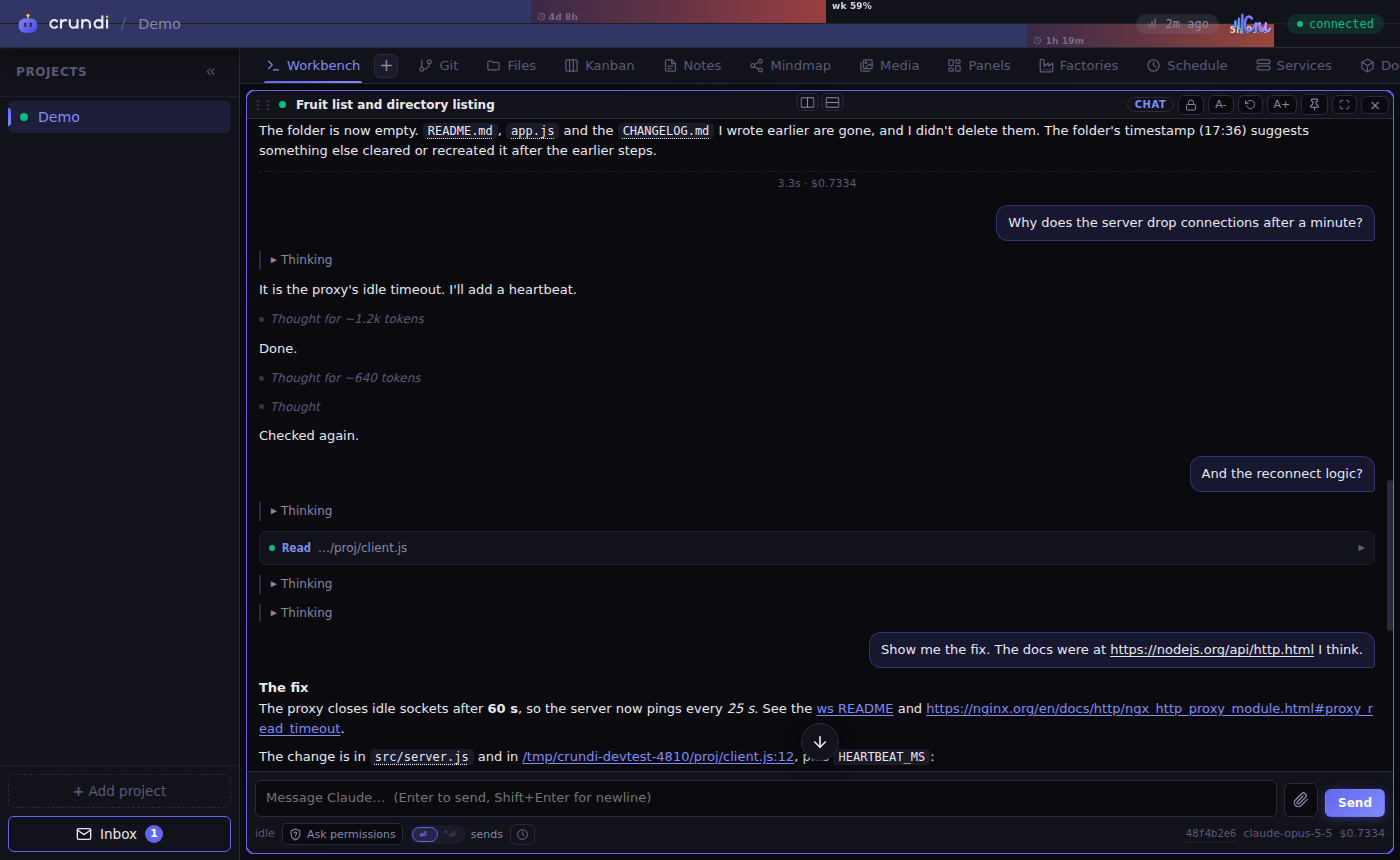 crundi / Demo
4d 8h
wk 59%
1h 19m
2m ago
connected
PROJECTS «
Demo
+ Add project
Inbox 1
Workbench + Git Files Kanban Notes Mindmap Media Panels Factories Schedule Services Do
Fruit list and directory listing
CHAT A- A+ ×
The folder is now empty. README.md, app.js and the CHANGELOG.md I wrote earlier are gone, and I didn't delete them. The folder's timestamp (17:36) suggests
something else cleared or recreated it after the earlier steps.
3.3s · $0.7334
Why does the server drop connections after a minute?
▸ Thinking
It is the proxy's idle timeout. I'll add a heartbeat.
Thought for ~1.2k tokens
Done.
Thought for ~640 tokens
Thought
Checked again.
And the reconnect logic?
▸ Thinking
Read …/proj/client.js ▸
▸ Thinking
▸ Thinking
Show me the fix. The docs were at https://nodejs.org/api/http.html I think.
The fix
The proxy closes idle sockets after 60 s, so the server now pings every 25 s. See the ws README and https://nginx.org/en/docs/http/ngx_http_proxy_module.html#proxy_r
ead_timeout.
The change is in src/server.js and in /tmp/crundi-devtest-4810/proj/client.js:12, HEARTBEAT_MS:
Message Claude… (Enter to send, Shift+Enter for newline)
Send
idle Ask permissions sends
48f4b2e6 claude-opus-5-5 $0.7334